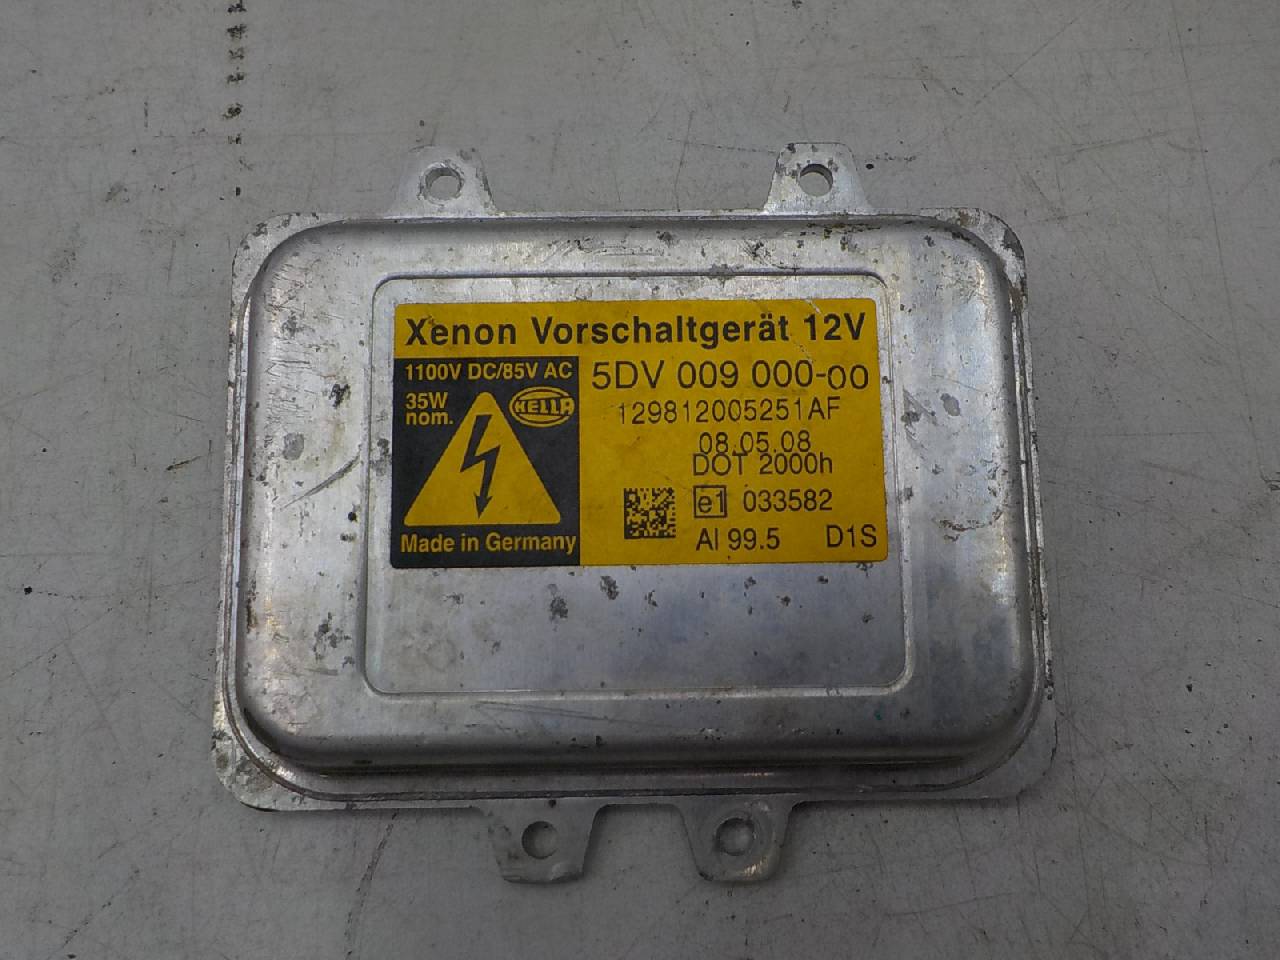 Xenon Vorschaltgerät 12V
1100V DC/85V AC
35W
nom.
HELLA
Made in Germany
5DV 009 000-00
129812005251AF
08.05.08
DOT 2000h
e1 033582
Al 99.5 D1S